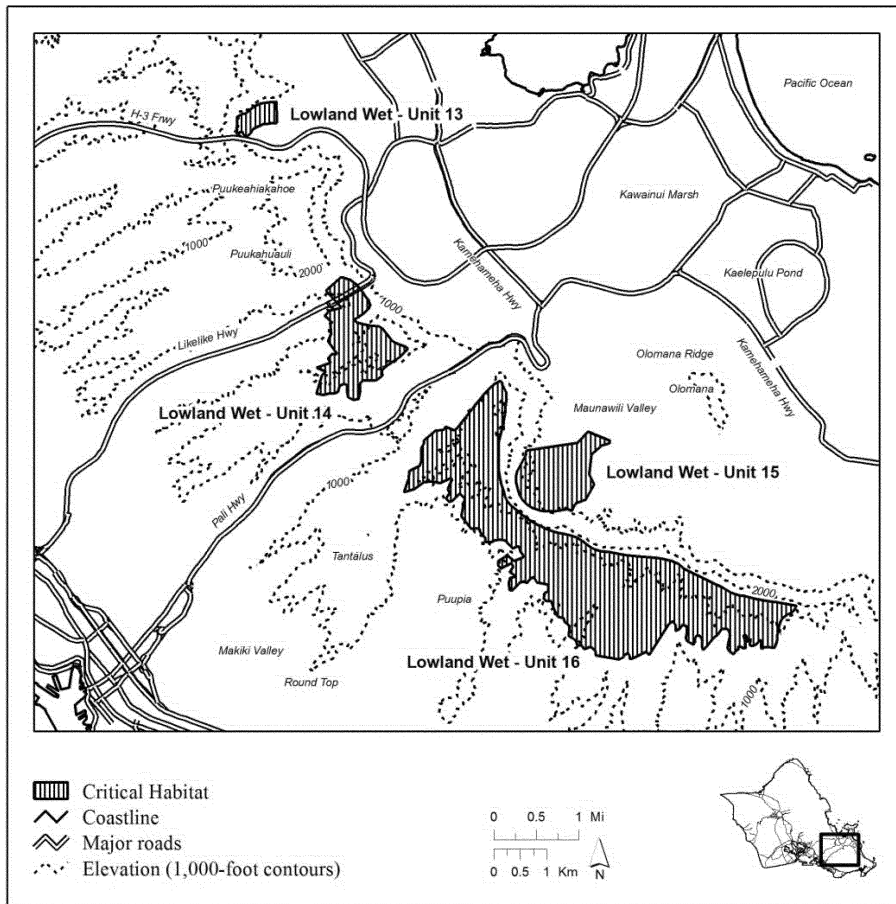 Pacific Ocean
H-3 Frwy
Lowland Wet - Unit 13
Puukeahiakahoe
Kawainui Marsh
1000
Puukahuauli
Kamehameha Hwy
Kaelepulu Pond
2000
1000
Likelike Hwy
Kamehameha Hwy
Olomana Ridge
Olomana
Lowland Wet - Unit 14
Maunawili Valley
Lowland Wet - Unit 15
1000
Pali Hwy
Tantalus
2000
Puupia
Makiki Valley
Lowland Wet - Unit 16
Round Top
1000
Critical Habitat
Coastline
Major roads
Elevation (1,000-foot contours)
0 0.5 1 Mi
0 0.5 1 Km
N